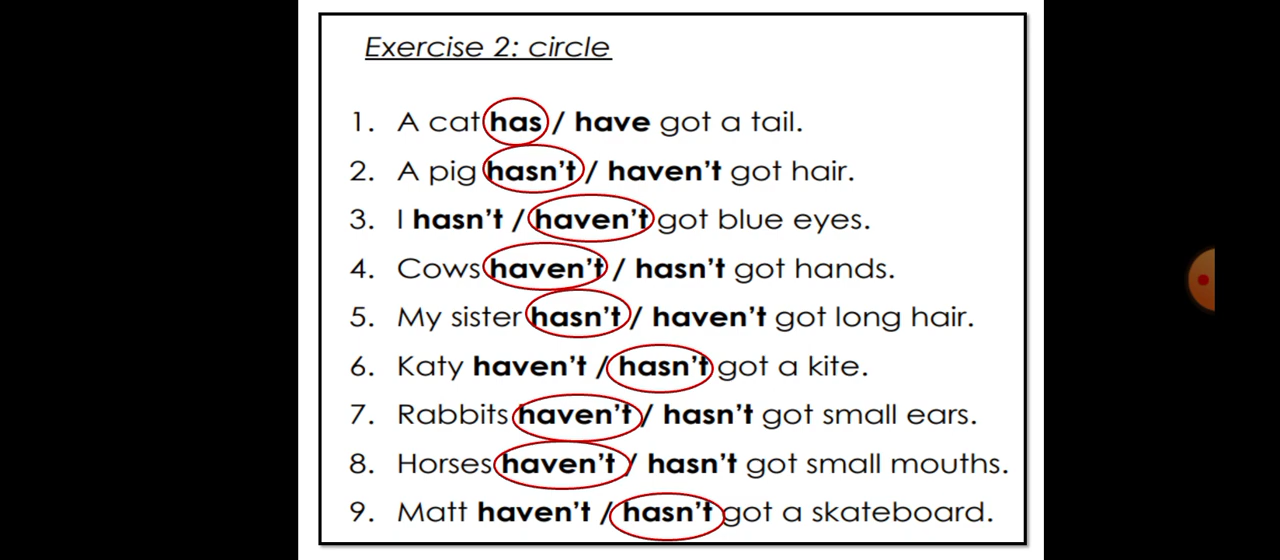 Exercise 2: circle
1. A cat has / have got a tail.
2. A pig hasn't / haven't got hair.
3. I hasn't / haven't got blue eyes.
4. Cows haven't / hasn't got hands.
5. My sister hasn't / haven't got long hair.
6. Katy haven't / hasn't got a kite.
7. Rabbits haven't / hasn't got small ears.
8. Horses haven't / hasn't got small mouths.
9. Matt haven't / hasn't got a skateboard.